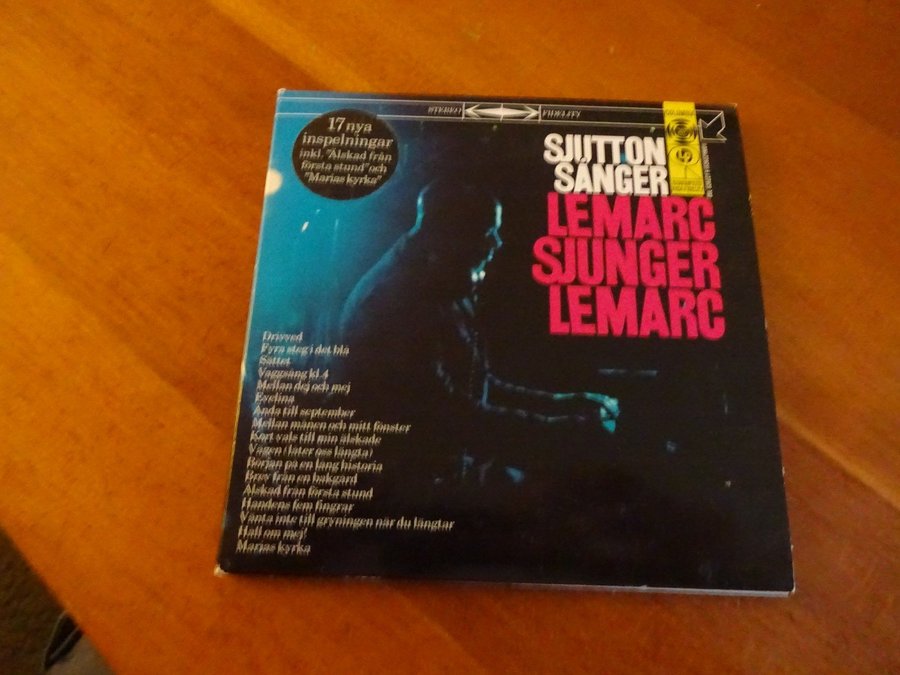 STEREO FIDELITY
17 nya
inspelningar
inkl. "Älskad från
första stund" och
"Marias kyrka"
COLUMBIA
SJUTTON
SÅNGER
LEMARC
SJUNGER
LEMARC
Drivved
Fyra steg i det blå
Sättet
Vaggsång kl.4
Mellan dej och mej
Evelina
Ända till september
Mellan månen och mitt fönster
Kort vals till min älskade
Vägen (låter oss längta)
Början på en lång historia
Brev från en bakgård
Älskad från första stund
Handens fem fingrar
Vänta inte till gryningen när du längtar
Håll om mej!
Marias kyrka